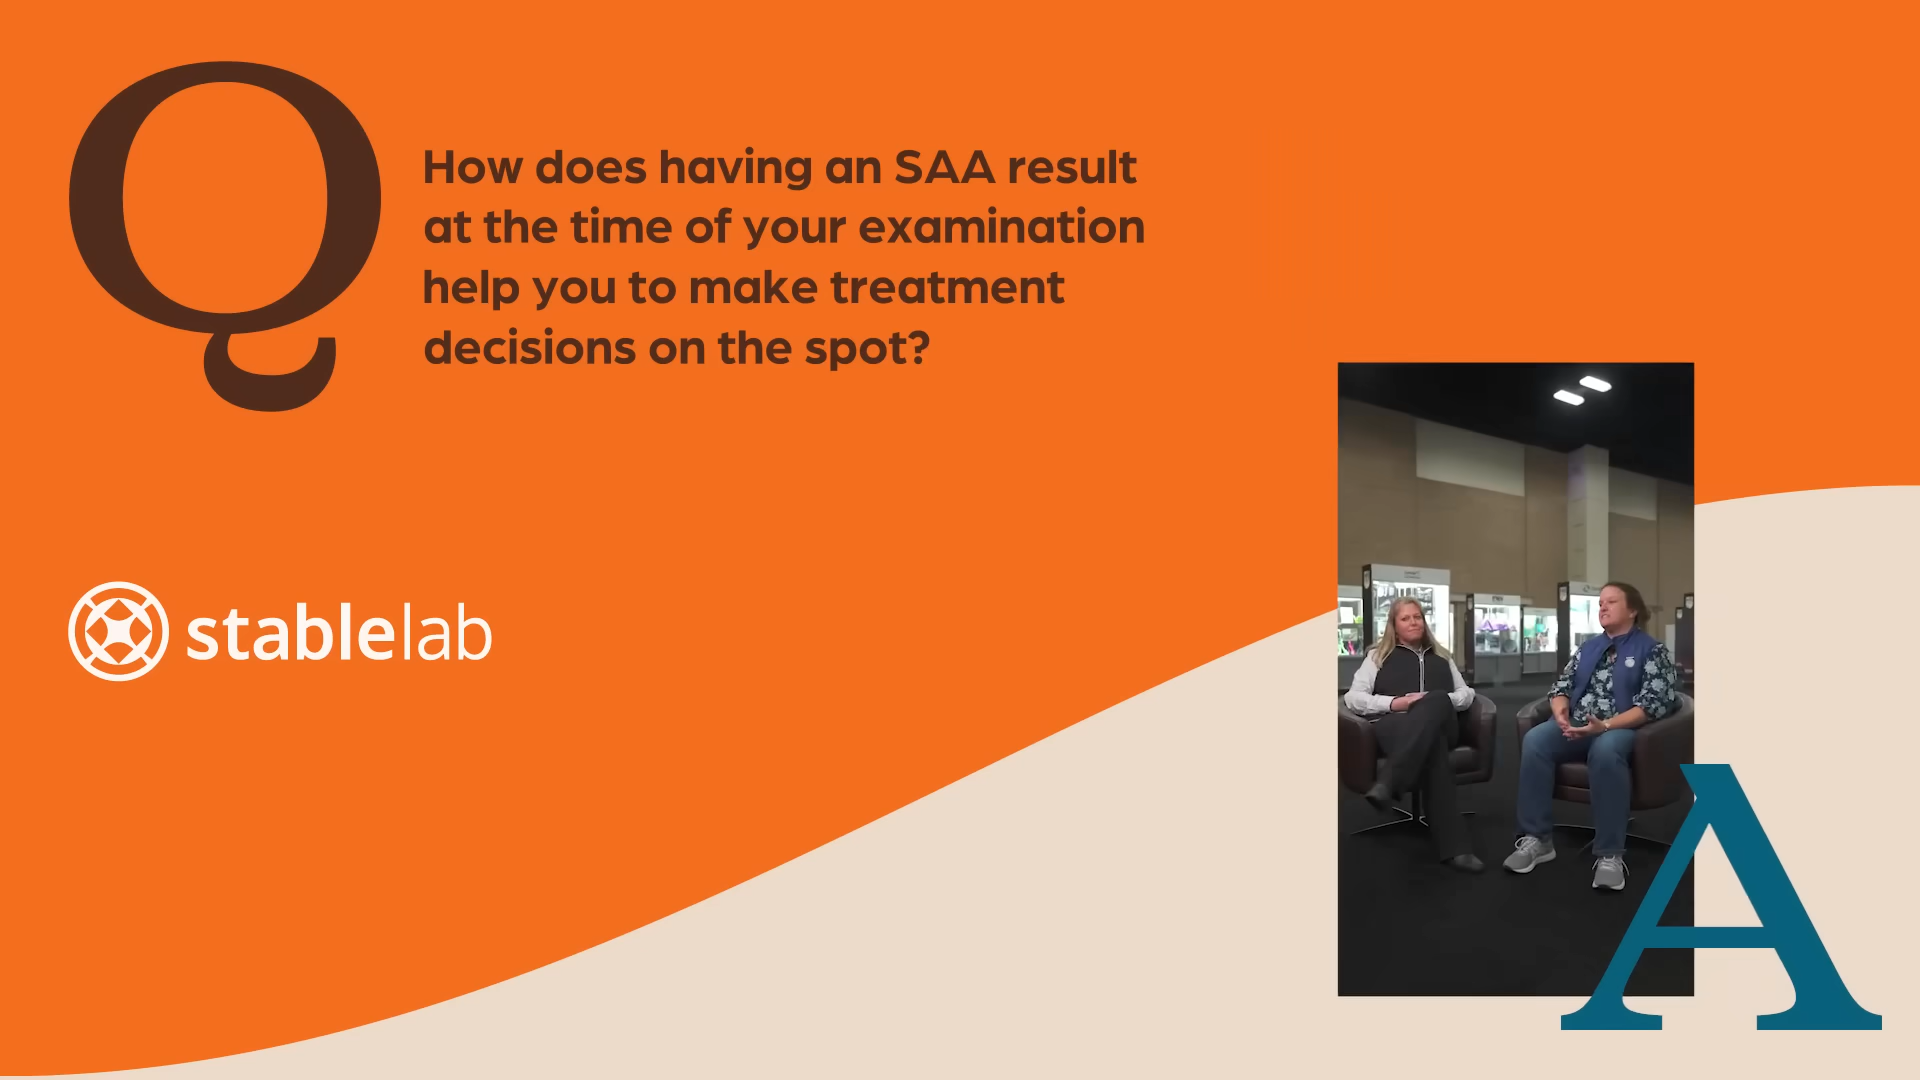 Q
How does having an SAA result
at the time of your examination
help you to make treatment
decisions on the spot?
stablelab
A